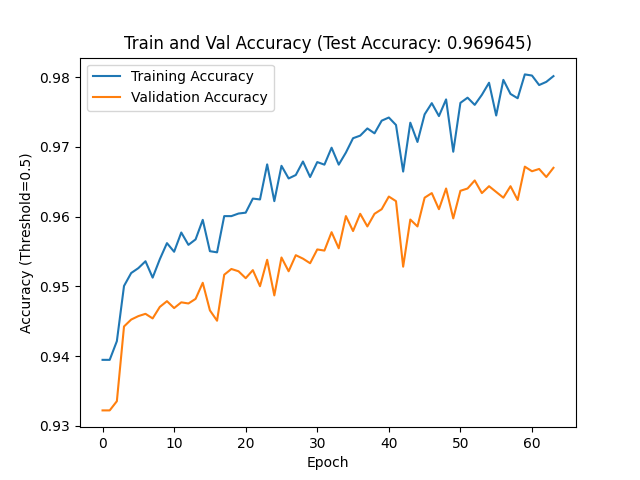 Train and Val Accuracy (Test Accuracy: 0.969645)
Training Accuracy
Validation Accuracy
Accuracy (Threshold=0.5)
0.98
0.97
0.96
0.95
0.94
0.93
0 10 20 30 40 50 60
Epoch